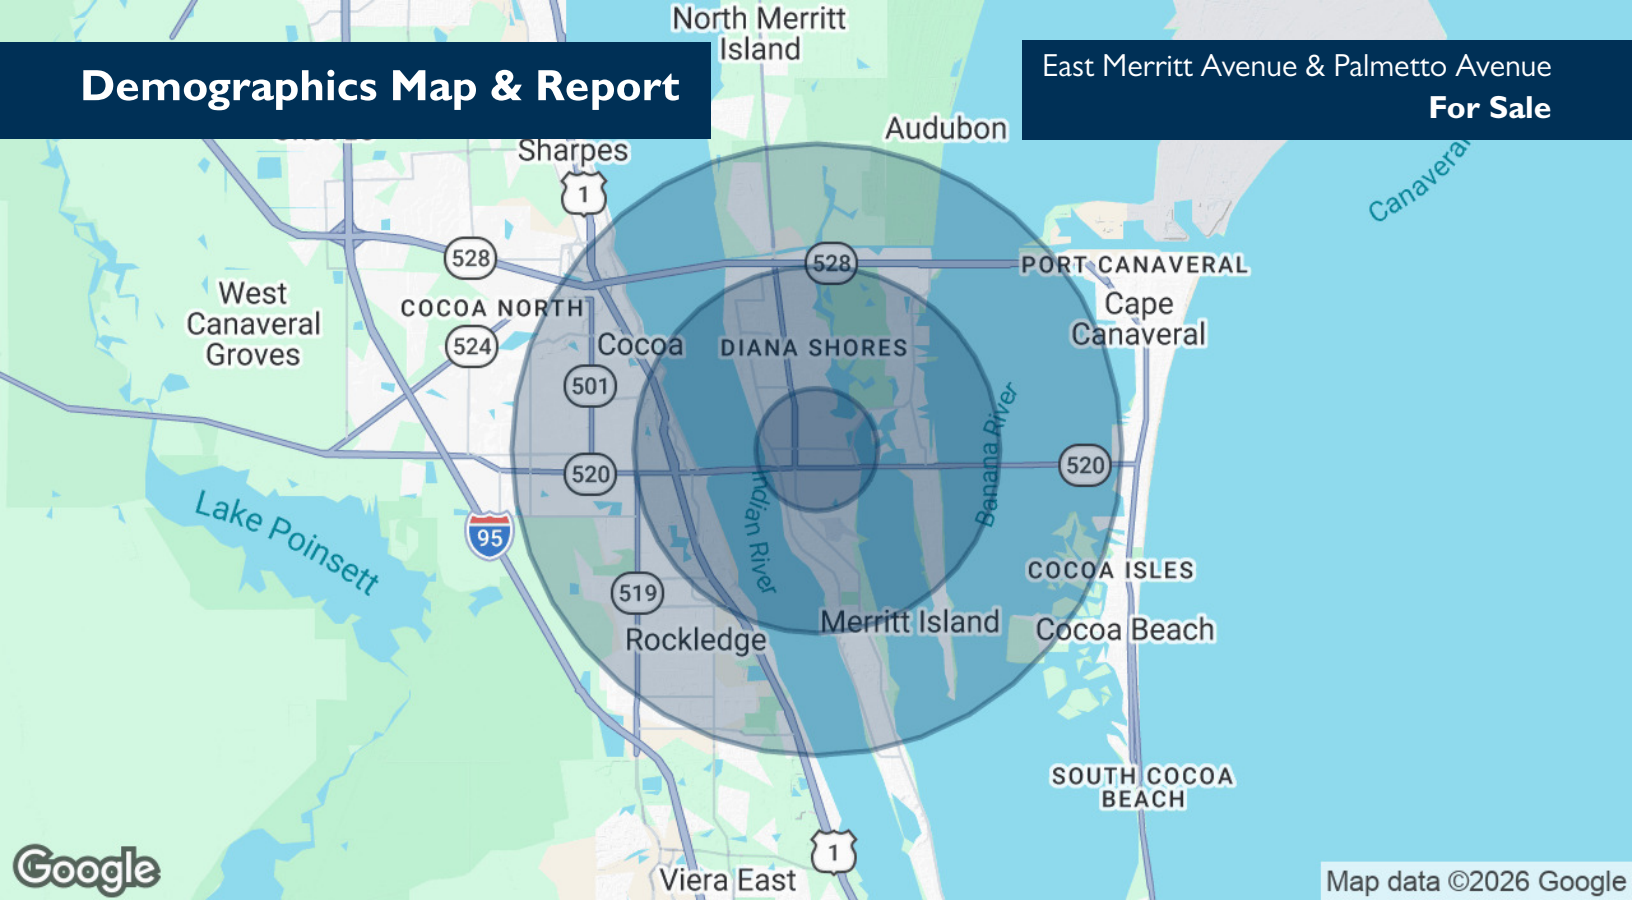 North Merritt
Island
Demographics Map & Report
East Merritt Avenue & Palmetto Avenue
For Sale
Audubon
Sharpes
1
Canaveral
528
528
PORT CANAVERAL
West
Canaveral
Groves
COCOA NORTH
Cape
Canaveral
524
Cocoa
DIANA SHORES
501
Banana River
520
520
Indian River
Lake Poinsett
95
COCOA ISLES
519
Rockledge
Merritt Island
Cocoa Beach
SOUTH COCOA
BEACH
1
Viera East
Google
Map data ©2026 Google